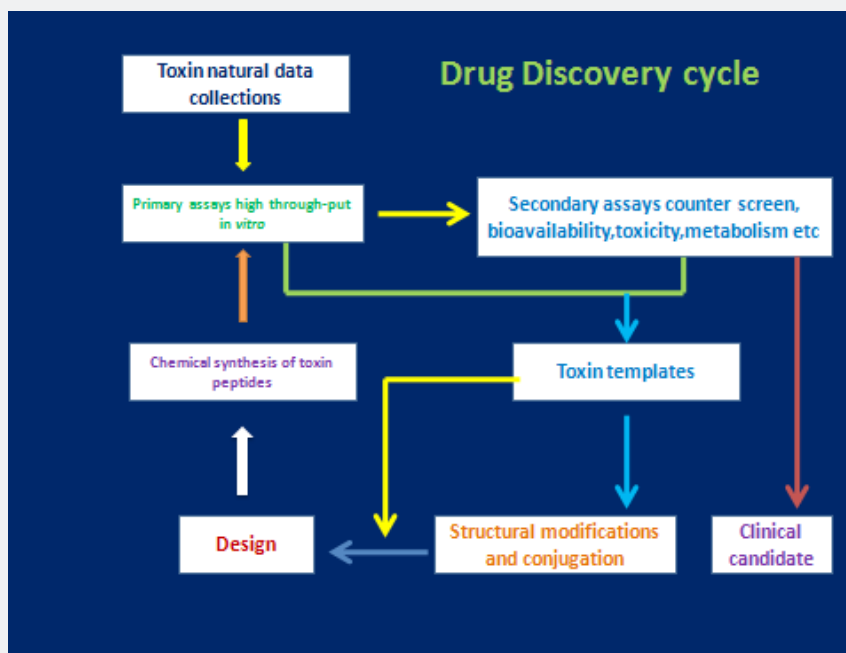 Drug Discovery cycle
Toxin natural data
collections
Primary assays high through-put
in vitro
Secondary assays counter screen,
bioavailability,toxicity,metabolism etc
Chemical synthesis of toxin
peptides
Toxin templates
Design
Structural modifications
and conjugation
Clinical
candidate